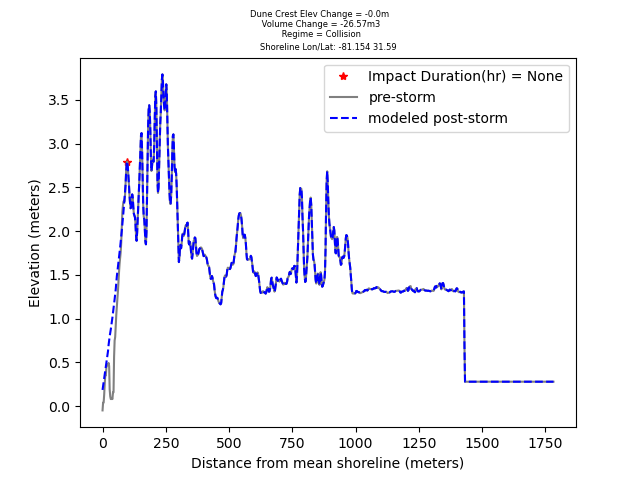 Dune Crest Elev Change = -0.0m
Volume Change = -26.57m3
Regime = Collision
Shoreline Lon/Lat: -81.154 31.59
Impact Duration(hr) = None
pre-storm
modeled post-storm
Elevation (meters)
3.5
3.0
2.5
2.0
1.5
1.0
0.5
0.0
0 250 500 750 1000 1250 1500 1750
Distance from mean shoreline (meters)